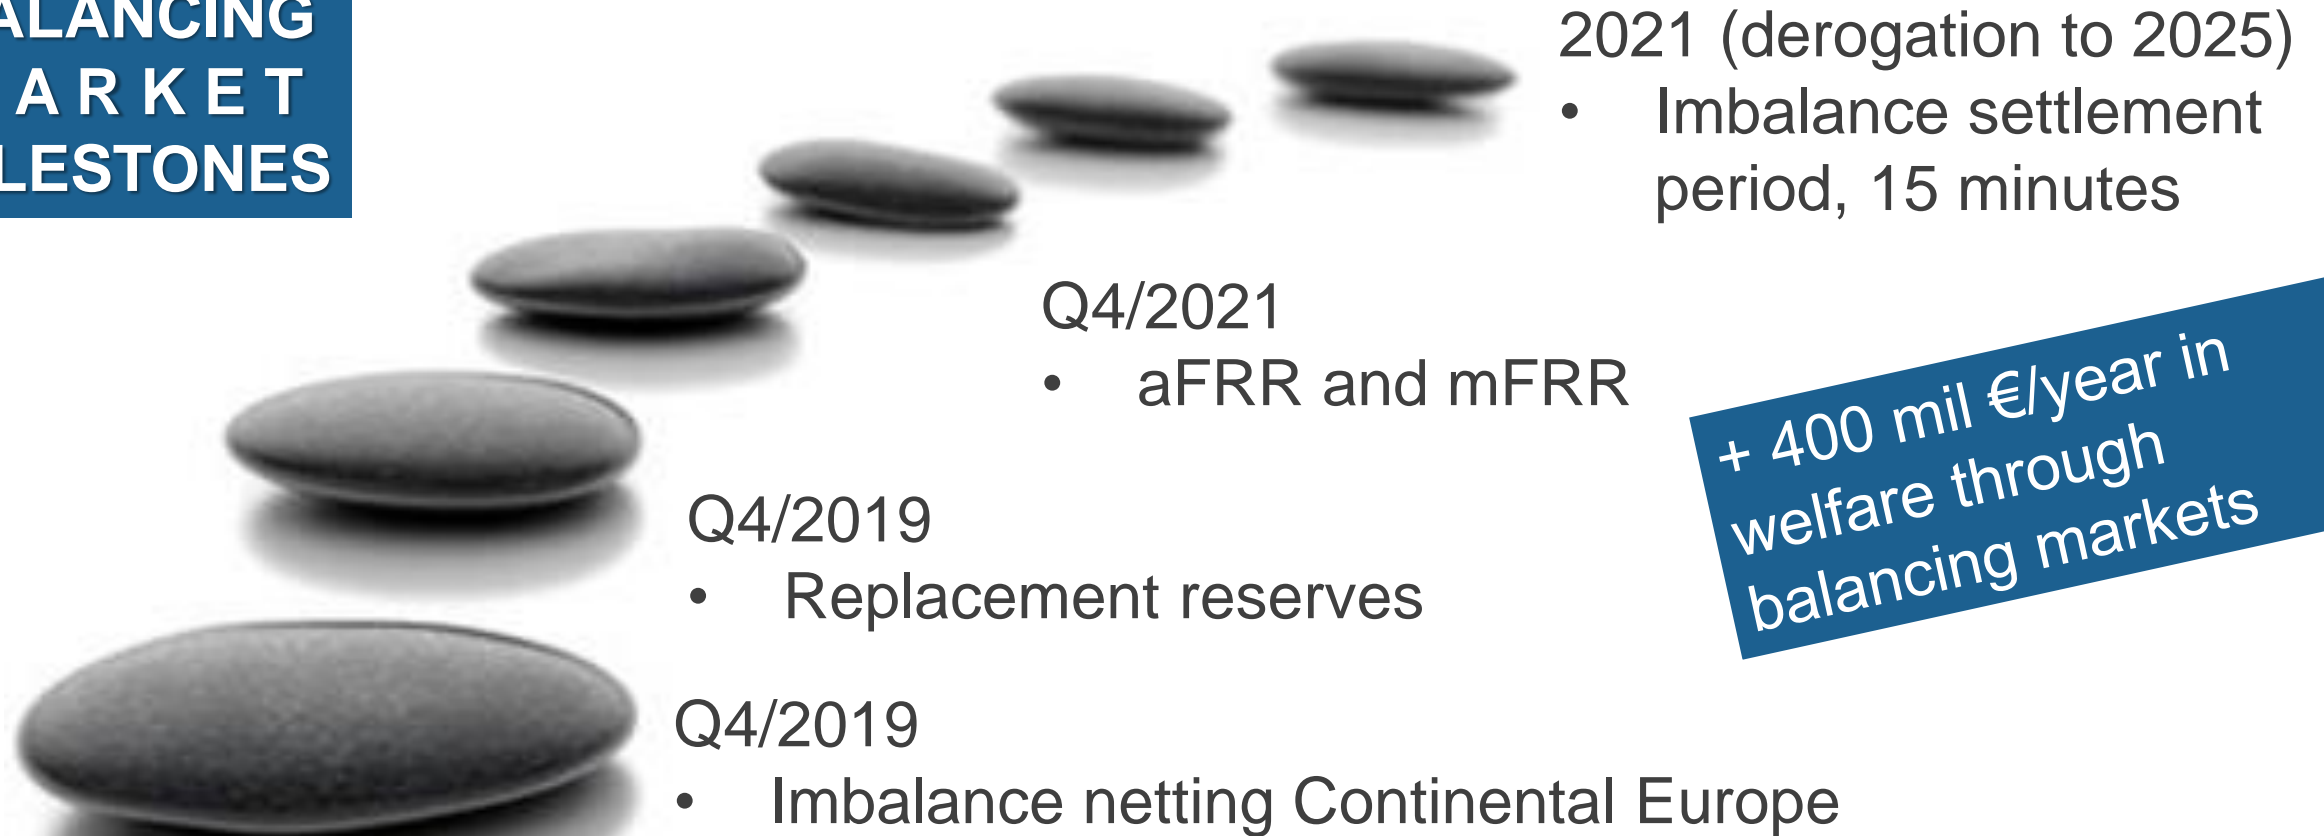 ALANCING
A R K E T
LESTONES
2021 (derogation to 2025)
• Imbalance settlement
period, 15 minutes
Q4/2021
• aFRR and mFRR
+ 400 mil €/year in
welfare through
balancing markets
Q4/2019
• Replacement reserves
Q4/2019
• Imbalance netting Continental Europe